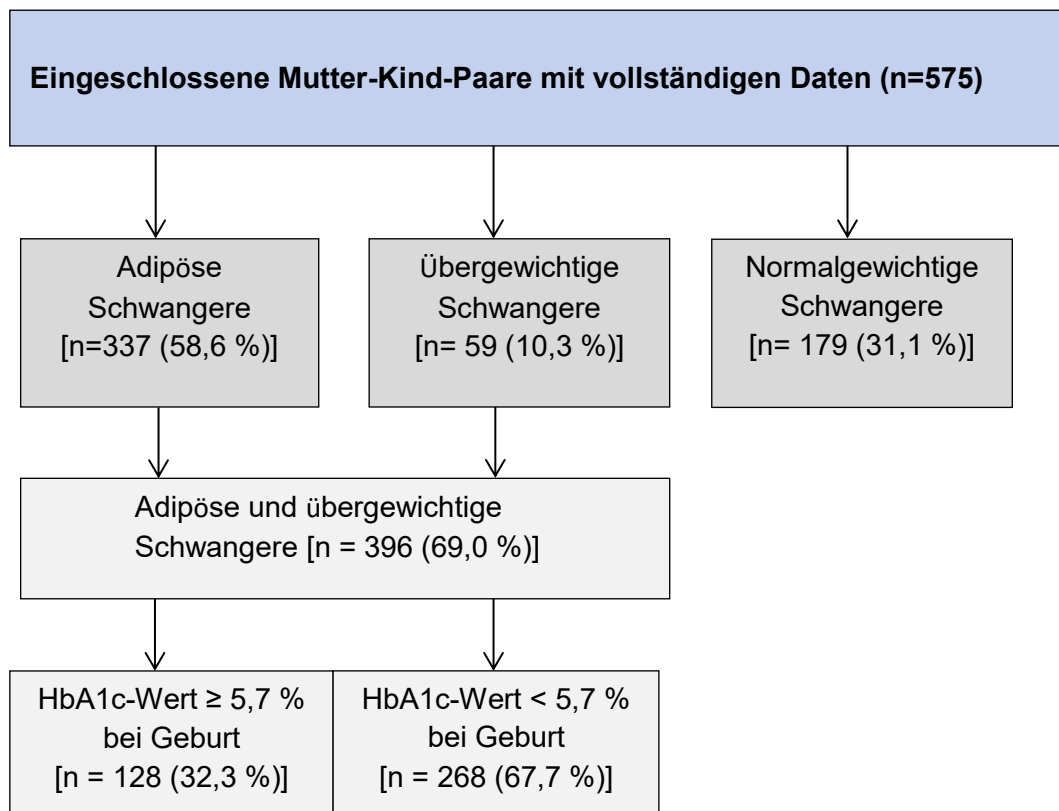 Eingeschlossene Mutter-Kind-Paare mit vollständigen Daten (n=575)
Adipöse
Schwangere
[n=337 (58,6 %)]
Übergewichtige
Schwangere
[n= 59 (10,3 %)]
Normalgewichtige
Schwangere
[n= 179 (31,1 %)]
Adipöse und übergewichtige
Schwangere [n = 396 (69,0 %)]
HbA1c-Wert ≥ 5,7 %
bei Geburt
[n = 128 (32,3 %)]
HbA1c-Wert < 5,7 %
bei Geburt
[n = 268 (67,7 %)]